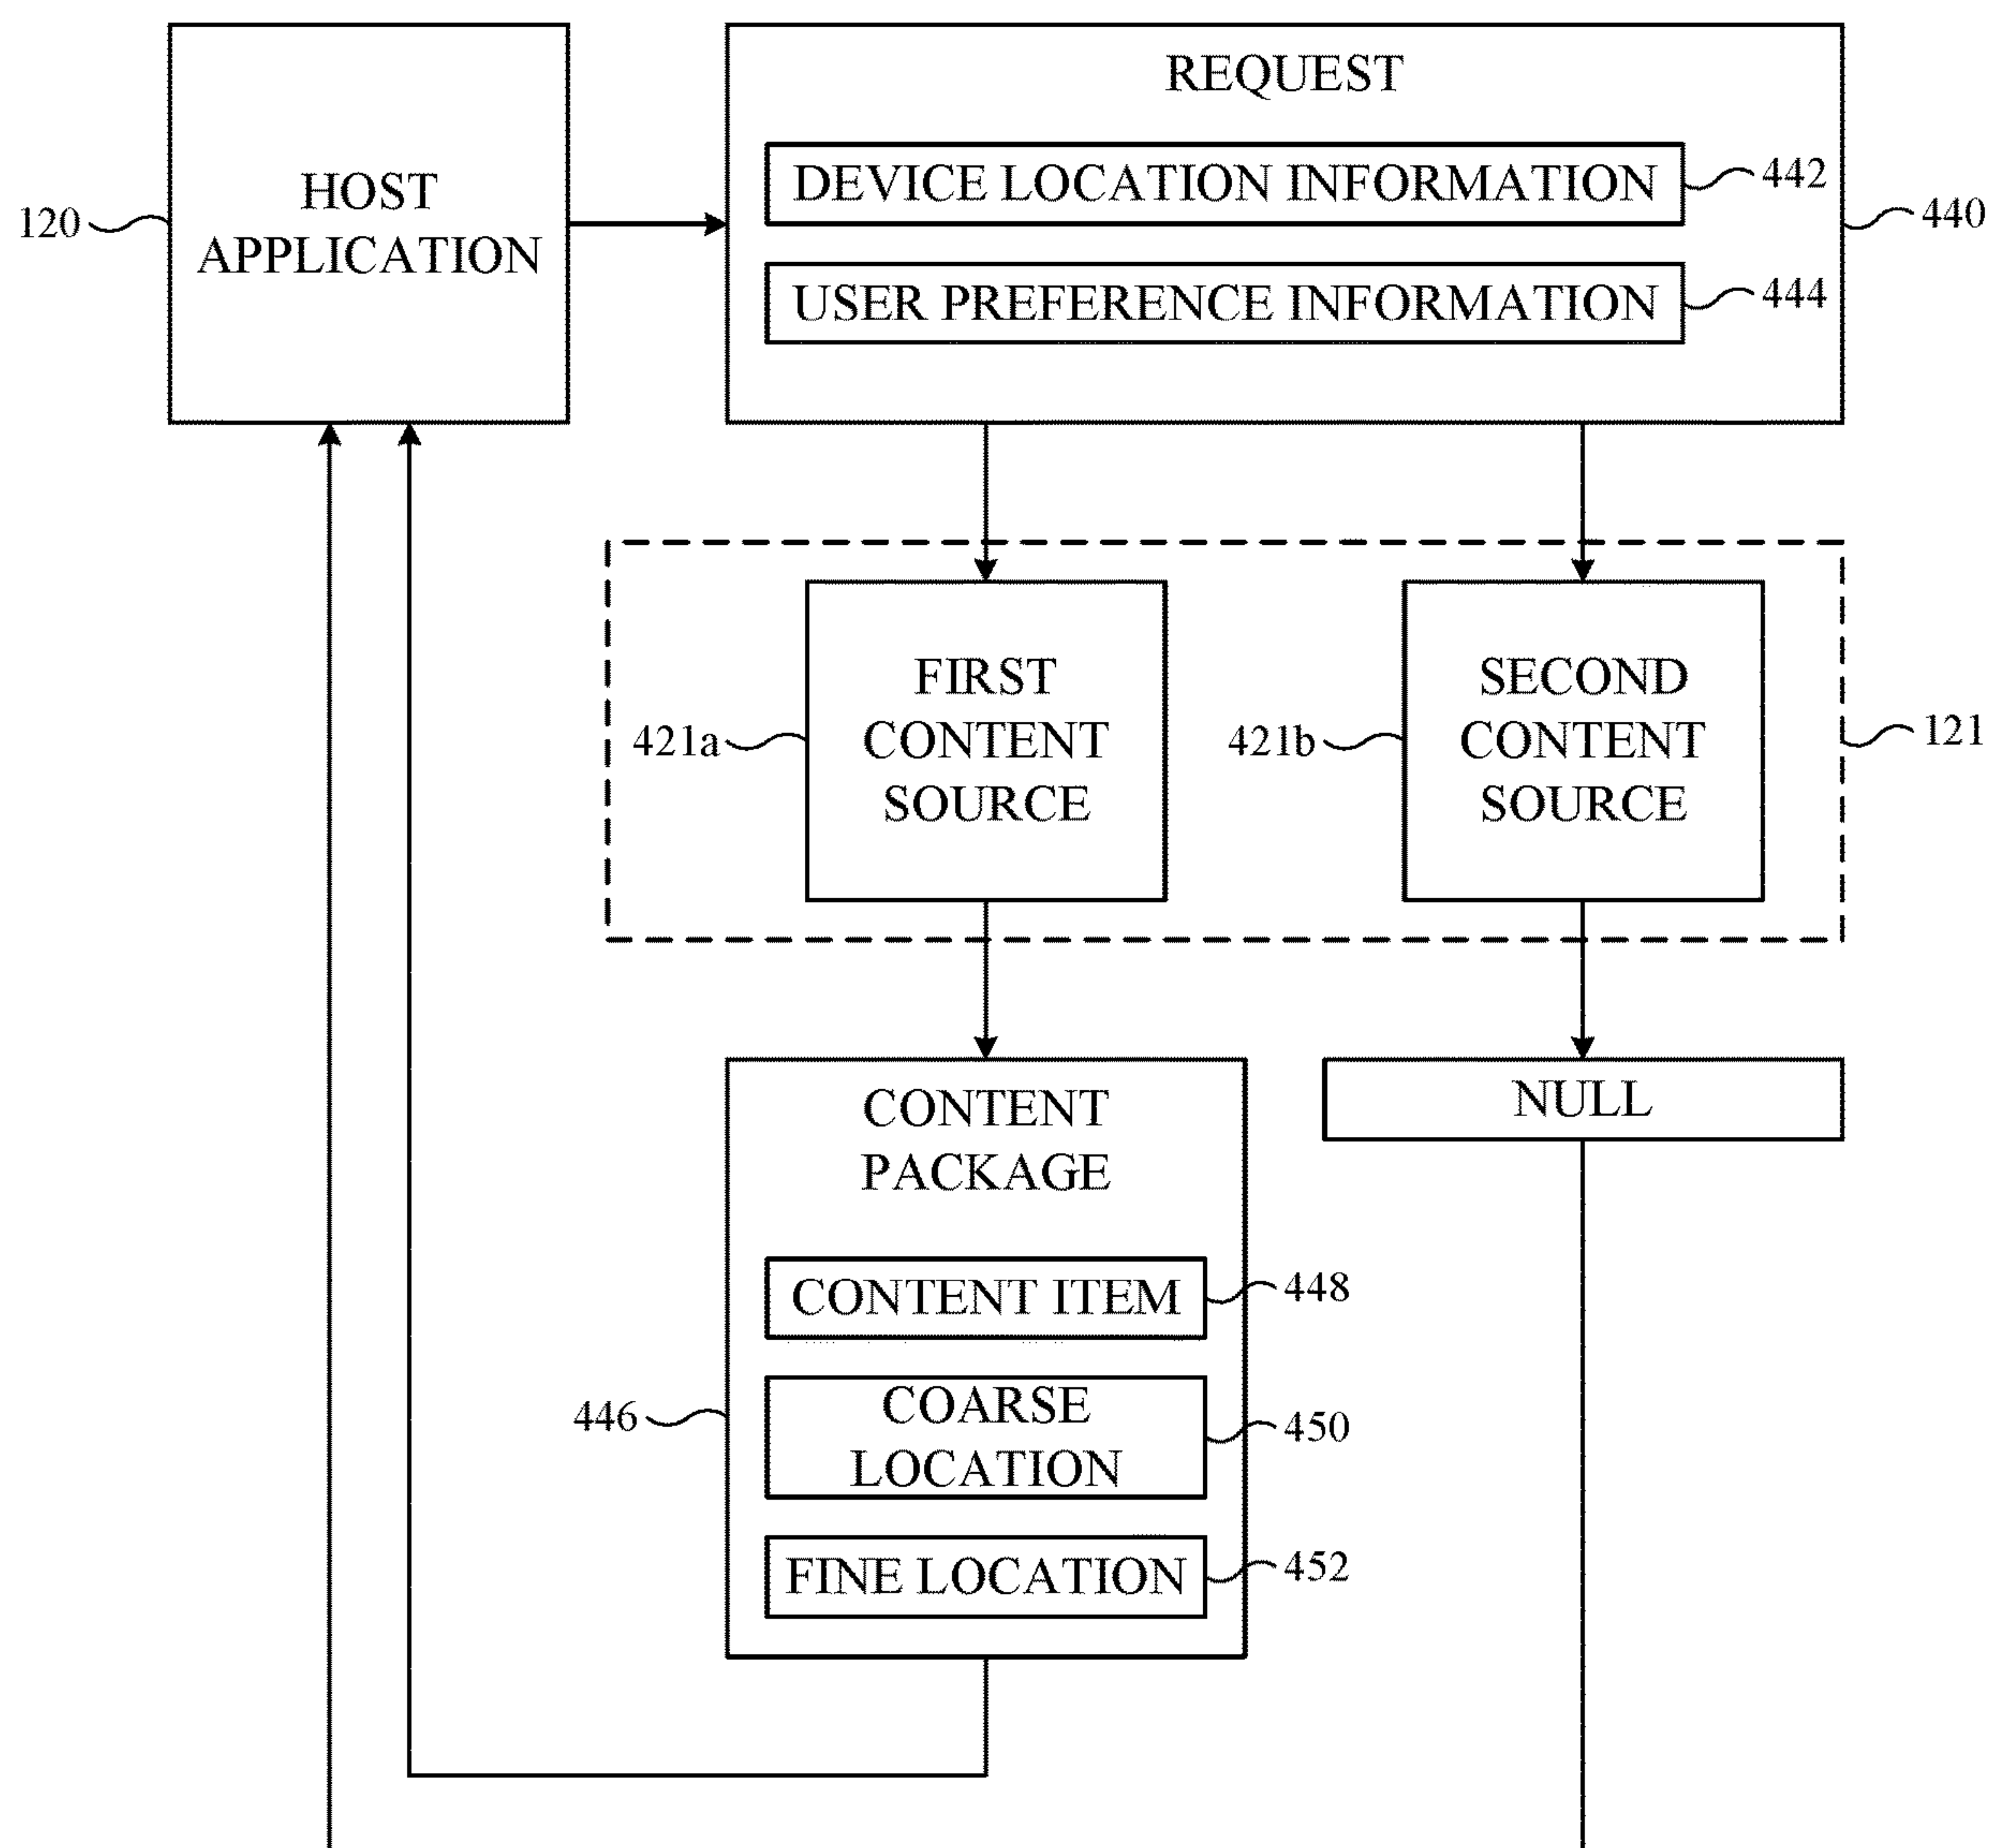 HOST
APPLICATION
120
REQUEST
DEVICE LOCATION INFORMATION
442
USER PREFERENCE INFORMATION
444
440
FIRST
CONTENT
SOURCE
421a
SECOND
CONTENT
SOURCE
421b
121
CONTENT
PACKAGE
CONTENT ITEM
448
COARSE
LOCATION
450
FINE LOCATION
452
446
NULL